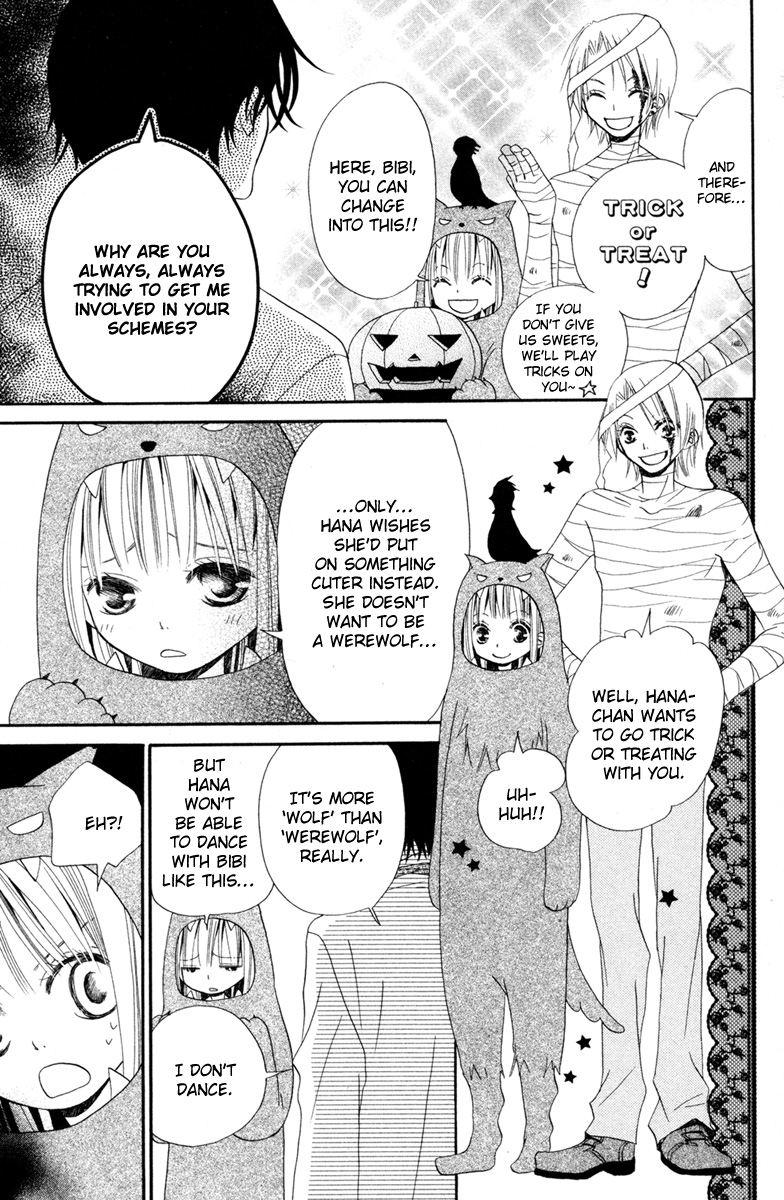 AND
THERE-
FORE...
TRICK
or
TREAT
!
IF YOU
DON'T GIVE
US SWEETS,
WE'LL PLAY
TRICKS ON
YOU~ ☆
HERE, BIBI,
YOU CAN
CHANGE
INTO THIS!!
WHY ARE YOU
ALWAYS, ALWAYS
TRYING TO GET ME
INVOLVED IN YOUR
SCHEMES?
WELL, HANA-
CHAN WANTS
TO GO TRICK
OR TREATING
WITH YOU.
UH-
HUH!!
...ONLY...
HANA WISHES
SHE'D PUT
ON SOMETHING
CUTER INSTEAD.
SHE DOESN'T
WANT TO BE
A WEREWOLF...
IT'S MORE
'WOLF' THAN
'WEREWOLF',
REALLY.
BUT
HANA
WON'T
BE ABLE
TO DANCE
WITH BIBI
LIKE THIS...
I DON'T
DANCE.
EH?!